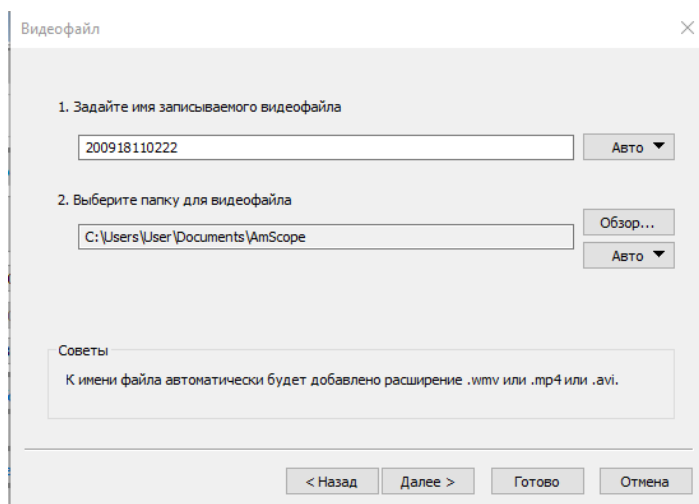 Видеофайл
1. Задайте имя записываемого видеофайла
200918110222
Авто
2. Выберите папку для видеофайла
Обзор...
C:\Users\User\Documents\AmScope
Авто
Советы
К имени файла автоматически будет добавлено расширение .wmv или .mp4 или .avi.
< Назад
Далее >
Готово
Отмена